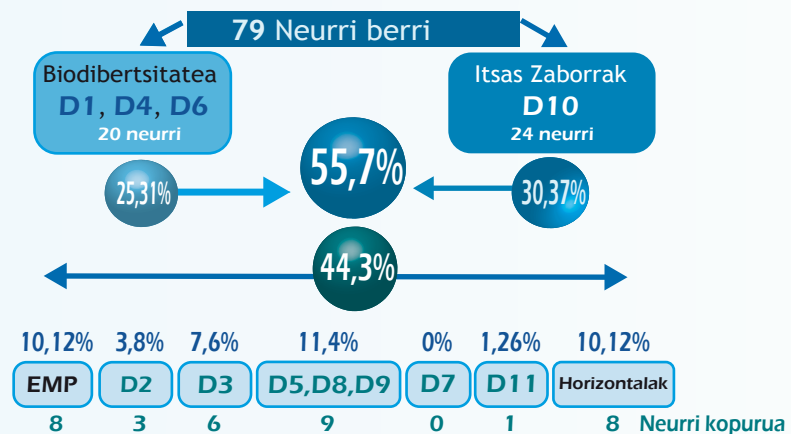 79 Neurri berri
Biodibertsitatea
D1, D4, D6
20 neurri
Itsas Zaborrak
D10
24 neurri
55,7%
25,31%
30,37%
44,3%
10,12% 3,8% 7,6% 11,4% 0% 1,26% 10,12%
EMP D2 D3 D5,D8,D9 D7 D11 Horizontalak
8 3 6 9 0 1 8 Neurri kopurua